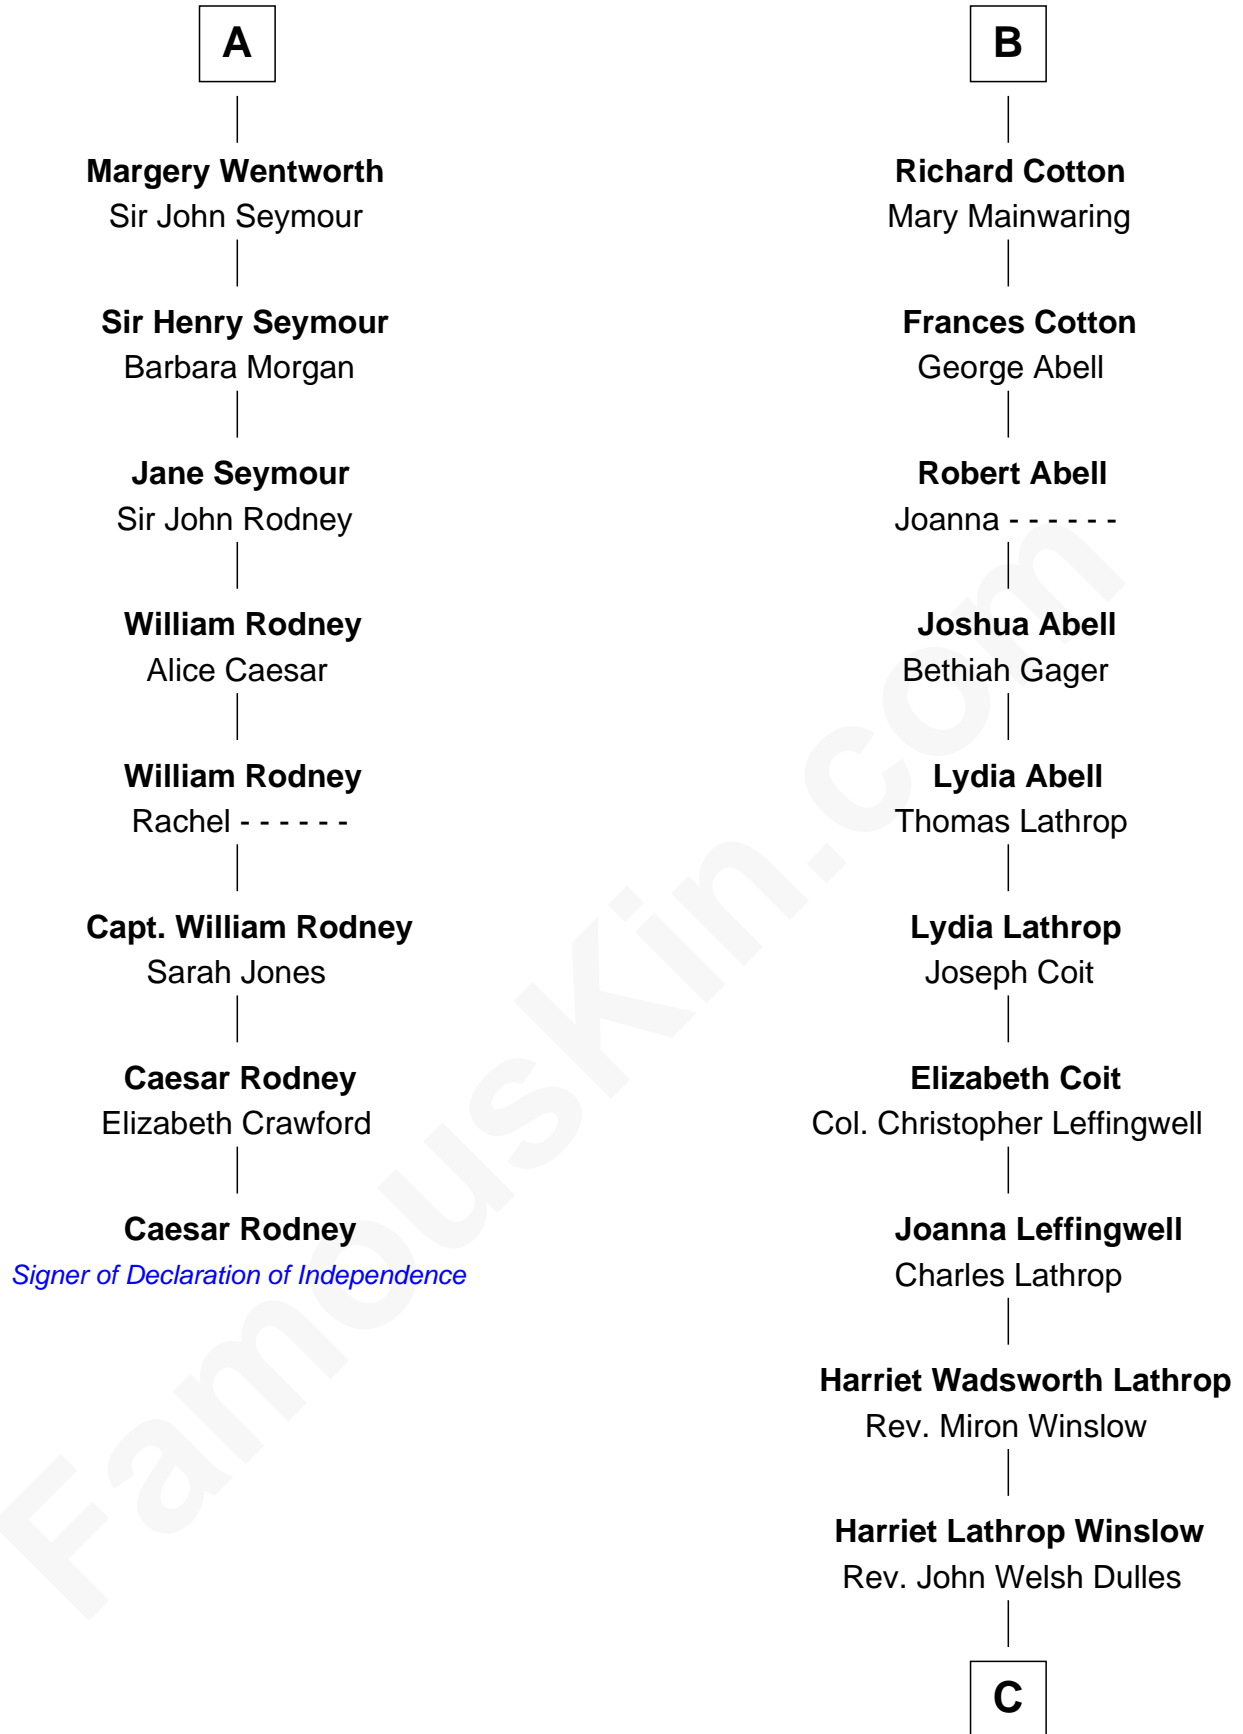 A
Margery Wentworth
Sir John Seymour
Sir Henry Seymour
Barbara Morgan
Jane Seymour
Sir John Rodney
William Rodney
Alice Caesar
William Rodney
Rachel - - - - - -
Capt. William Rodney
Sarah Jones
Caesar Rodney
Elizabeth Crawford
Caesar Rodney
Signer of Declaration of Independence
B
Richard Cotton
Mary Mainwaring
Frances Cotton
George Abell
Robert Abell
Joanna - - - - - -
Joshua Abell
Bethiah Gager
Lydia Abell
Thomas Lathrop
Lydia Lathrop
Joseph Coit
Elizabeth Coit
Col. Christopher Leffingwell
Joanna Leffingwell
Charles Lathrop
Harriet Wadsworth Lathrop
Rev. Miron Winslow
Harriet Lathrop Winslow
Rev. John Welsh Dulles
C
FamousKin.com